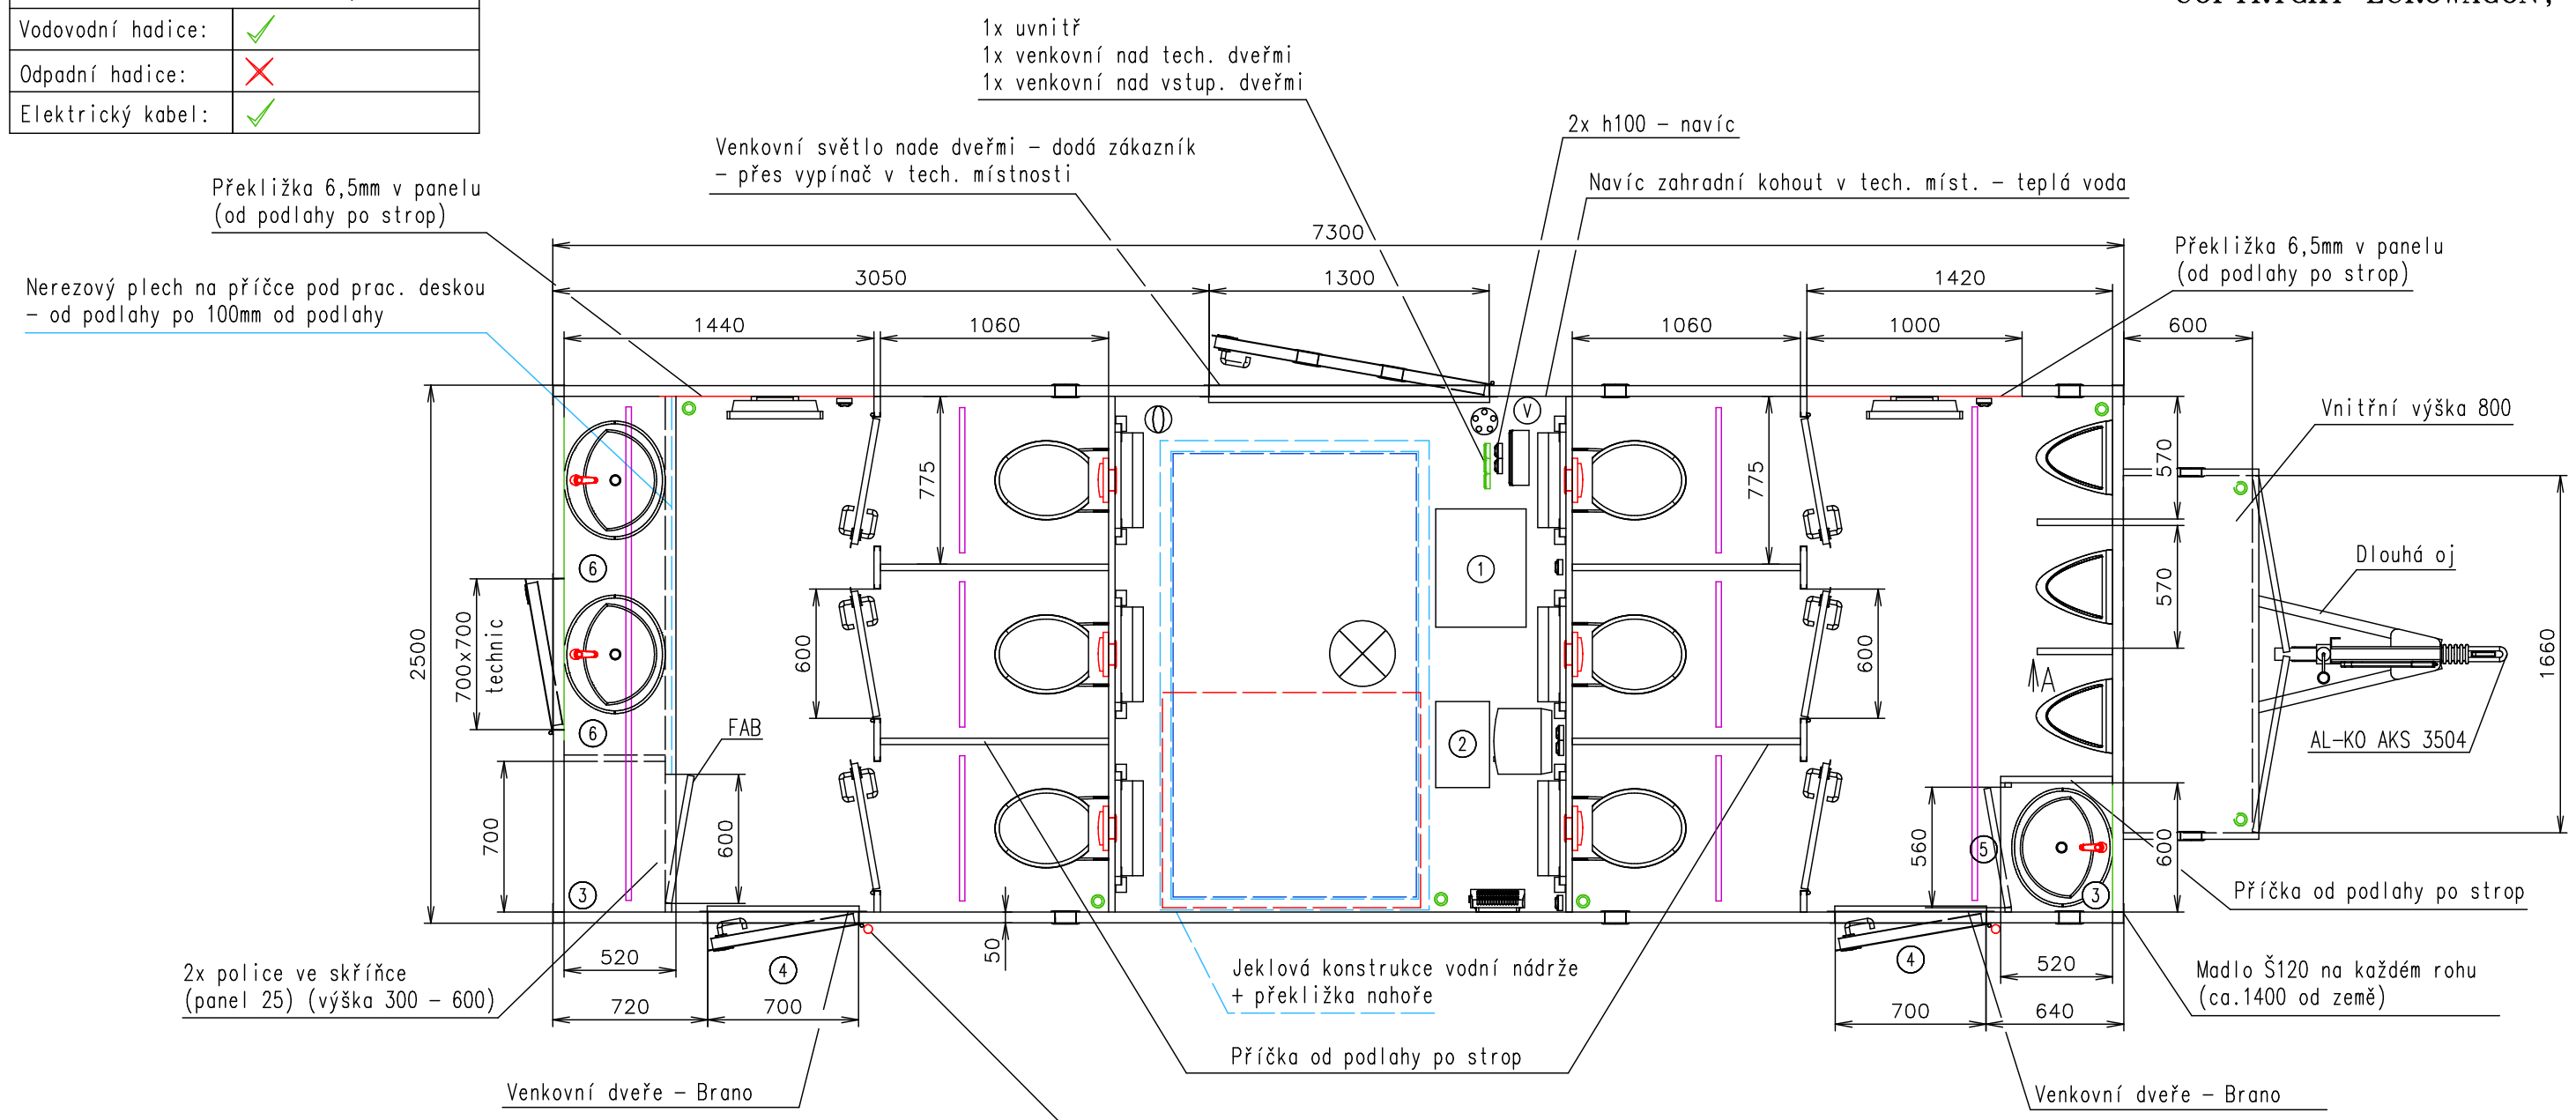 Vodovodní hadice:
Odpadní hadice:
Elektrický kabel:
1x uvnitř
1x venkovní nad tech. dveřmi
1x venkovní nad vstup. dveřmi
2x h100 – navíc
Venkovní světlo nade dveřmi – dodá zákazník
– přes vypínač v tech. místnosti
Navíc zahradní kohout v tech. míst. – teplá voda
Překližka 6,5mm v panelu
(od podlahy po strop)
Překližka 6,5mm v panelu
(od podlahy po strop)
Nerezový plech na příčce pod prac. deskou
– od podlahy po 100mm od podlahy
7300
3050
1300
1420
1440
1060
1060
1000
600
Vnitřní výška 800
V
775
775
570
570
2500
700x700
technic
6
6
600
600
1
2
A
Dlouhá oj
1660
AL-KO AKS 3504
FAB
700
600
560
5
600
3
3
Příčka od podlahy po strop
520
50
4
4
520
2x police ve skříňce
(panel 25) (výška 300 – 600)
720
700
Jeklová konstrukce vodní nádrže
+ překližka nahoře
700
640
Madlo Š120 na každém rohu
(ca.1400 od země)
Příčka od podlahy po strop
Venkovní dveře – Brano
Venkovní dveře – Brano